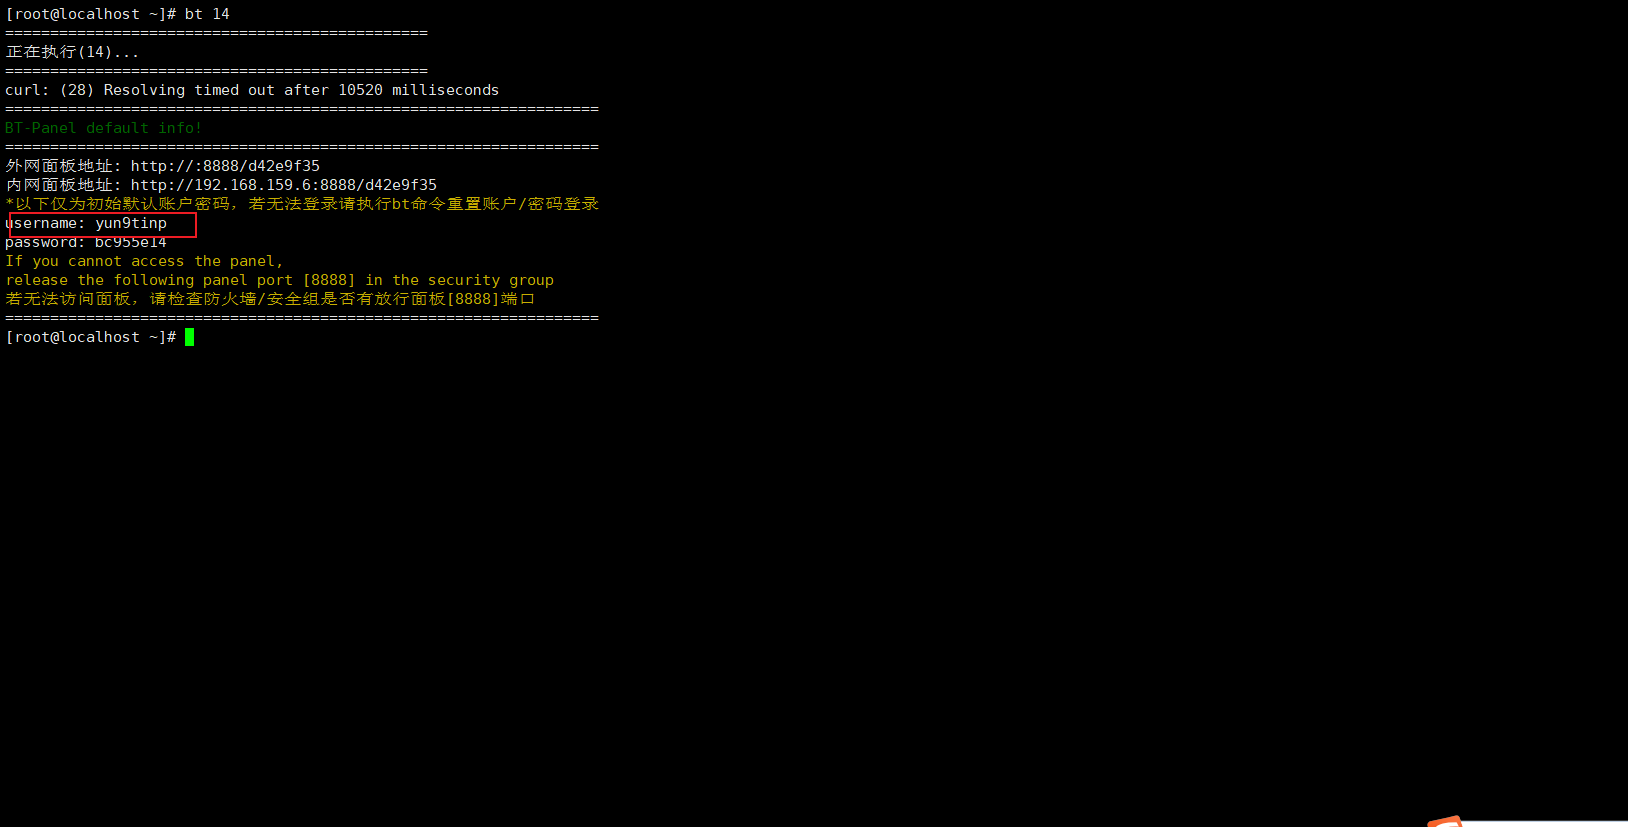 [root@localhost ~]# bt 14
===============================================
正在执行(14)...
===============================================
curl: (28) Resolving timed out after 10520 milliseconds
==================================================================
BT-Panel default info!
==================================================================
外网面板地址: http://:8888/d42e9f35
内网面板地址: http://192.168.159.6:8888/d42e9f35
*以下仅为初始默认账户密码，若无法登录请执行bt命令重置账户/密码登录
username: yun9tinp
password: bc955e14
If you cannot access the panel,
release the following panel port [8888] in the security group
若无法访问面板，请检查防火墙/安全组是否有放行面板[8888]端口
==================================================================
[root@localhost ~]#